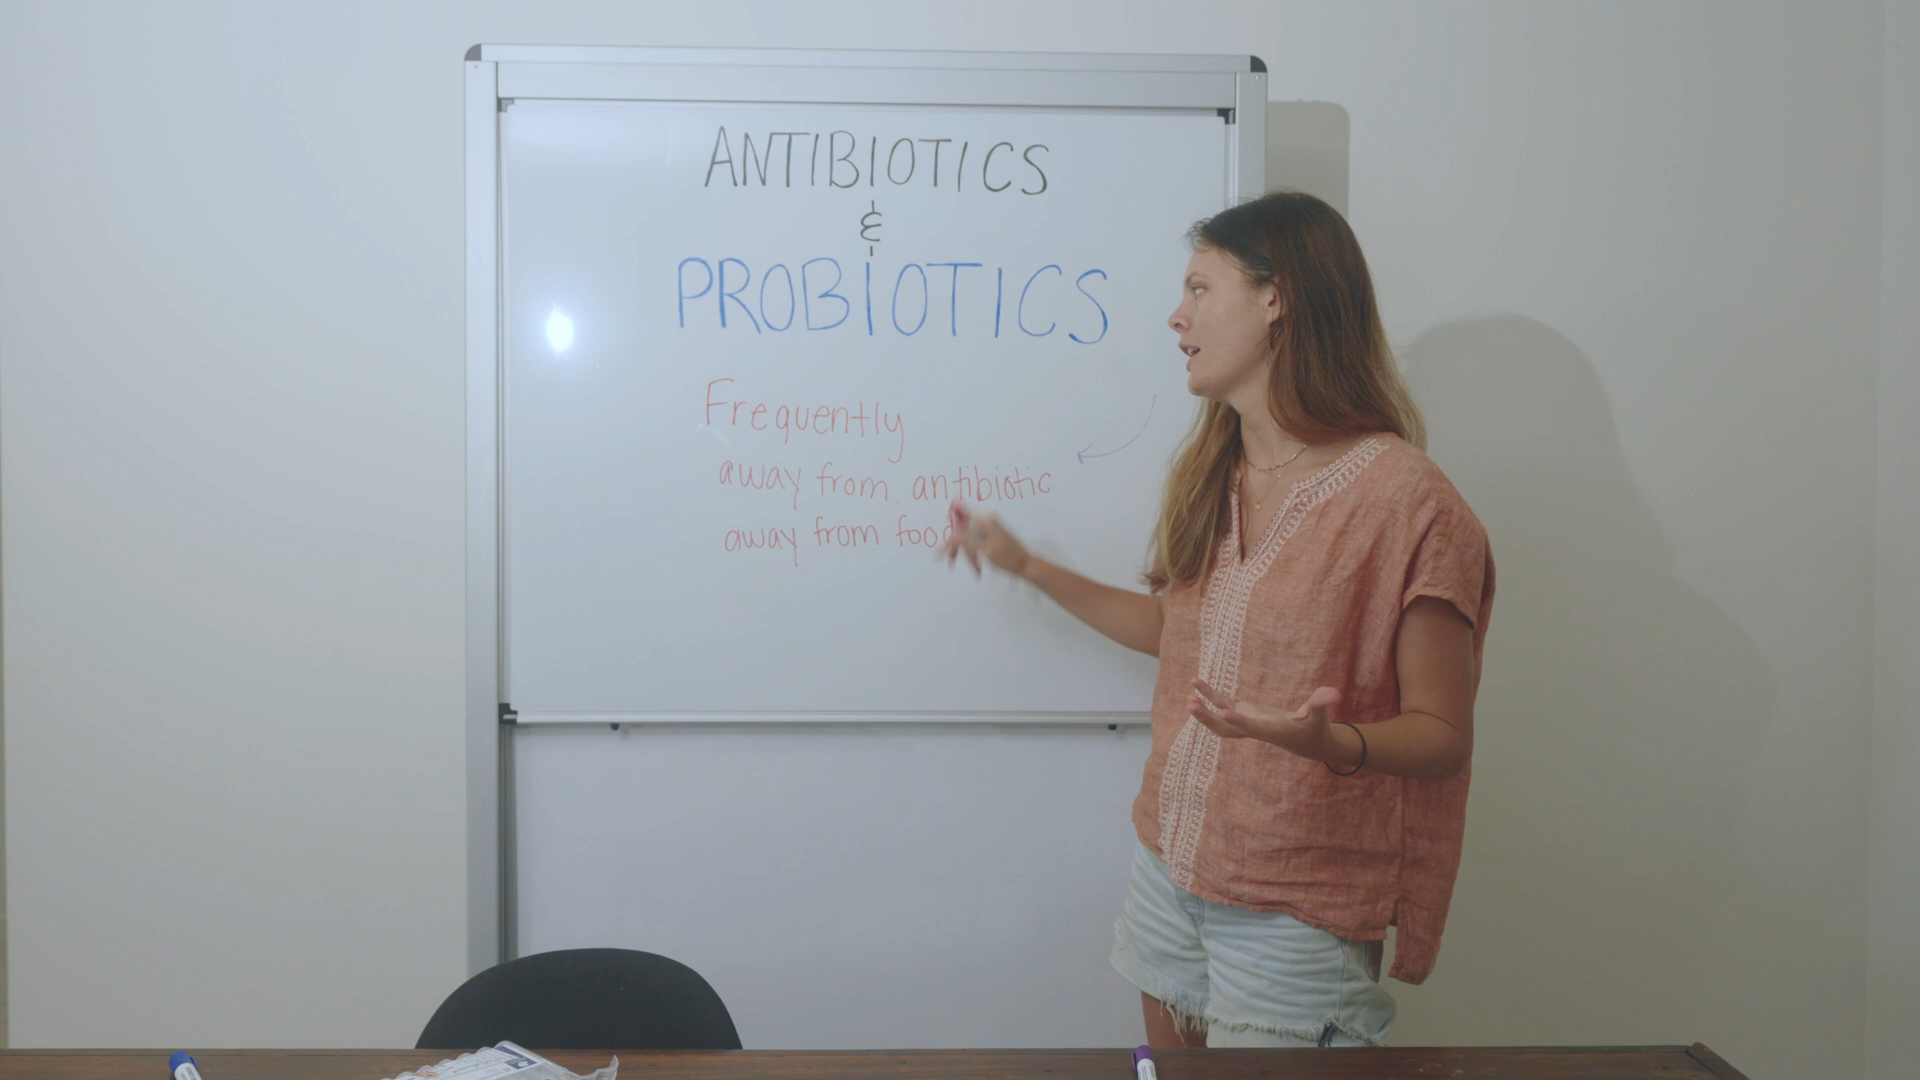 ANTIBIOTICS
&
PROBIOTICS
Frequently
away from antibiotic
away from food